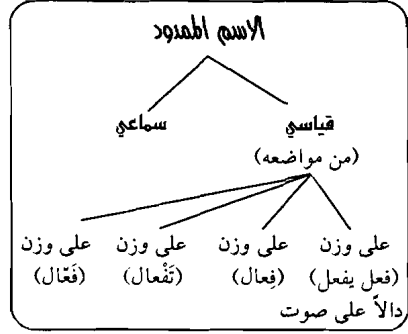 الاسم الممدود
قياسي سماعي
(من مواضعه)
على وزن على وزن على وزن على وزن
(فعل يفعل) (فِعال) (تَفْعال) (فَعّال)
دالاً على صوت